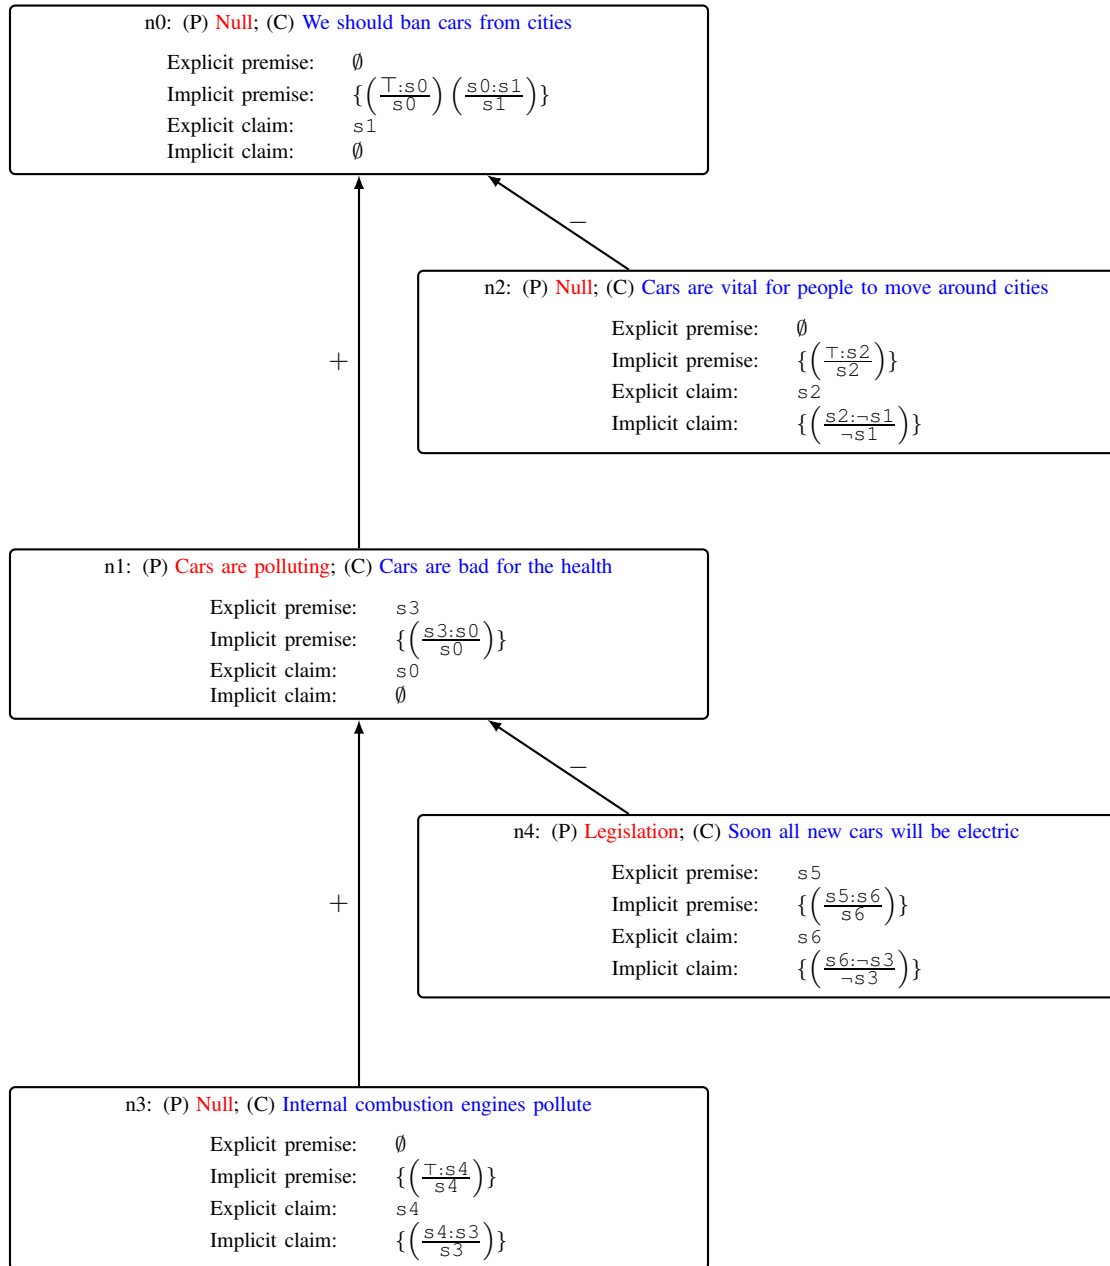 n0: (P) Null; (C) We should ban cars from cities
Explicit premise: ∅
Implicit premise: {(⊤:s0/s0) (s0:s1/s1)}
Explicit claim: s1
Implicit claim: ∅
−
n2: (P) Null; (C) Cars are vital for people to move around cities
Explicit premise: ∅
Implicit premise: {(⊤:s2/s2)}
Explicit claim: s2
Implicit claim: {(s2:¬s1/¬s1)}
+
n1: (P) Cars are polluting; (C) Cars are bad for the health
Explicit premise: s3
Implicit premise: {(s3:s0/s0)}
Explicit claim: s0
Implicit claim: ∅
−
n4: (P) Legislation; (C) Soon all new cars will be electric
Explicit premise: s5
Implicit premise: {(s5:s6/s6)}
Explicit claim: s6
Implicit claim: {(s6:¬s3/¬s3)}
+
n3: (P) Null; (C) Internal combustion engines pollute
Explicit premise: ∅
Implicit premise: {(⊤:s4/s4)}
Explicit claim: s4
Implicit claim: {(s4:s3/s3)}